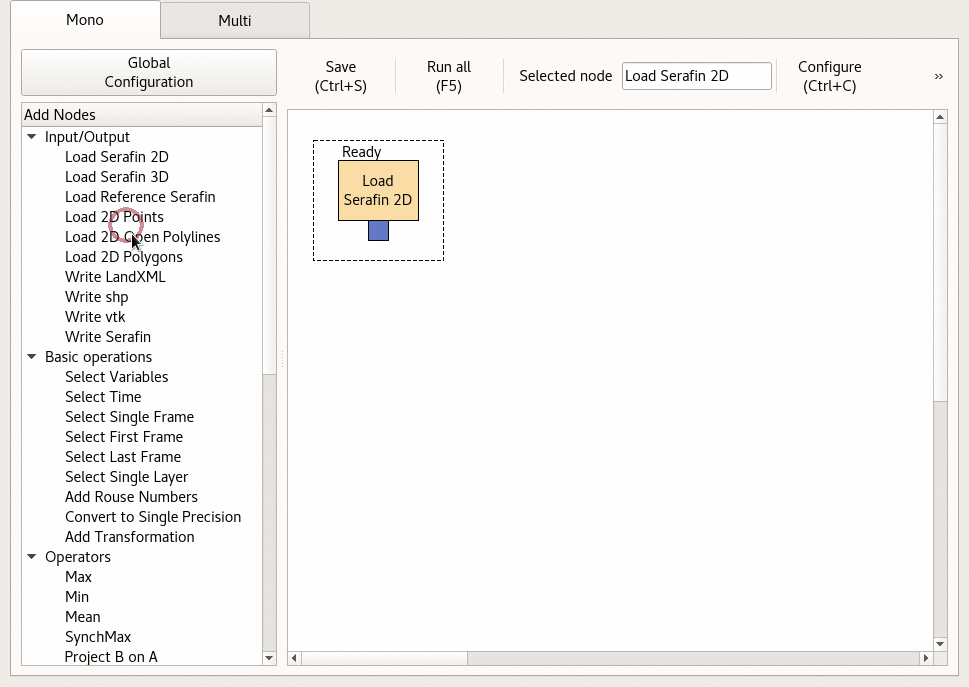 Mono
Multi
Global
Configuration
Save
(Ctrl+S)
Run all
(F5)
Selected node
Load Serafin 2D
Configure
(Ctrl+C)
»
Add Nodes
Input/Output
Load Serafin 2D
Load Serafin 3D
Load Reference Serafin
Load 2D Points
Load 2D Open Polylines
Load 2D Polygons
Write LandXML
Write shp
Write vtk
Write Serafin
Basic operations
Select Variables
Select Time
Select Single Frame
Select First Frame
Select Last Frame
Select Single Layer
Add Rouse Numbers
Convert to Single Precision
Add Transformation
Operators
Max
Min
Mean
SynchMax
Project B on A
Ready
Load
Serafin 2D